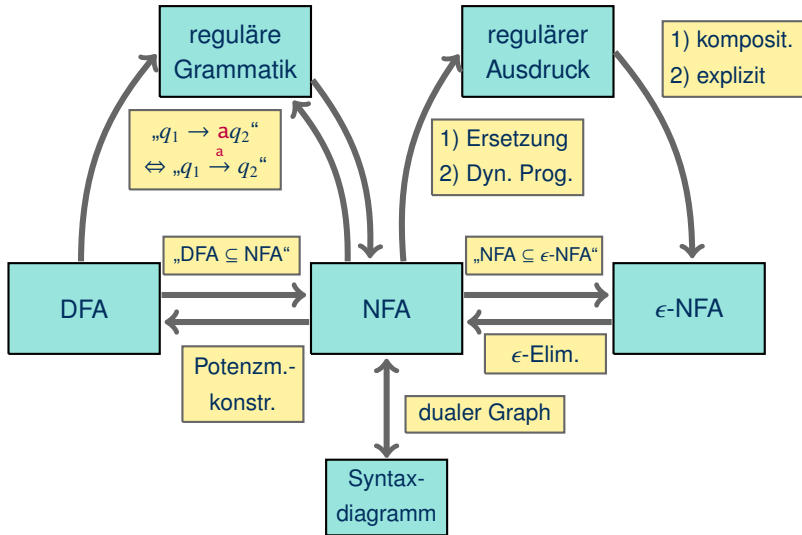 reguläre
Grammatik
regulärer
Ausdruck
1) komposit.
2) explizit
„q₁ → aq₂“
⇔ „q₁ →ᵃ q₂“
1) Ersetzung
2) Dyn. Prog.
„DFA ⊆ NFA“
„NFA ⊆ ϵ-NFA“
DFA
NFA
ϵ-NFA
Potenzm.-
konstr.
ϵ-Elim.
dualer Graph
Syntax-
diagramm